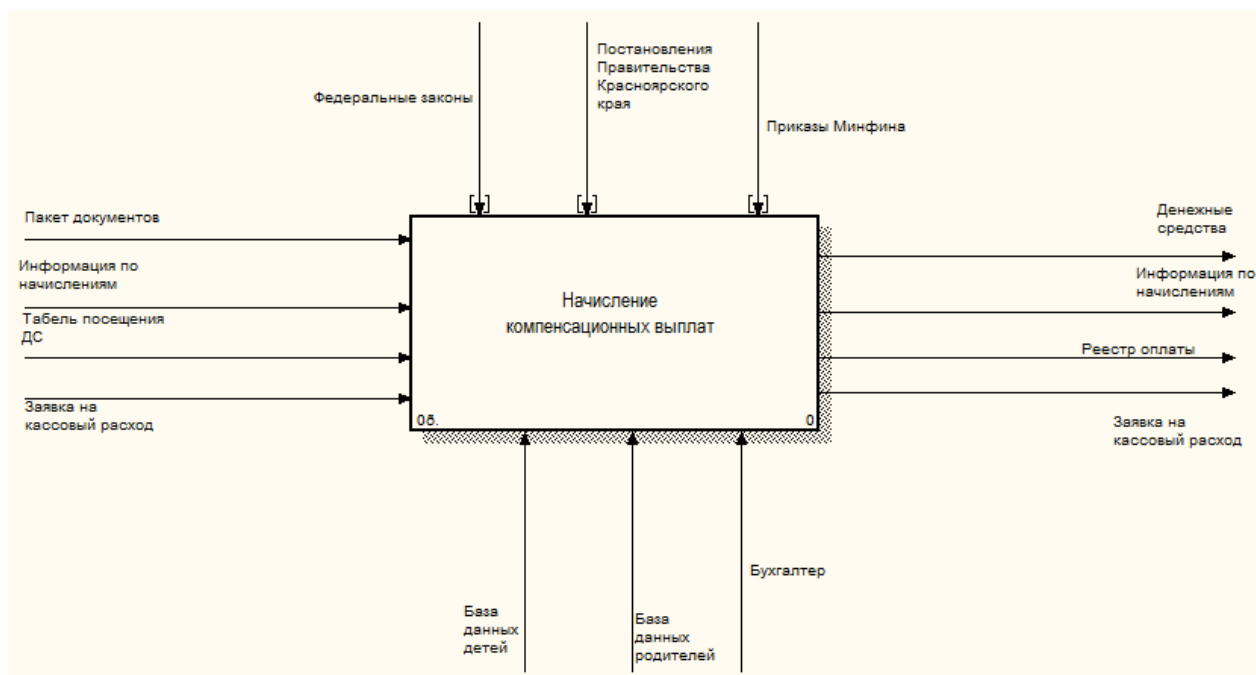 Постановления
Правительства
Красноярского
края
Федеральные законы
Приказы Минфина
Пакет документов
Информация по
начислениям
Табель посещения
ДС
Заявка на
кассовый расход
Начисление
компенсационных выплат
0б.
0
Денежные
средства
Информация по
начислениям
Реестр оплаты
Заявка на
кассовый расход
Бухгалтер
База
данных
детей
База
данных
родителей